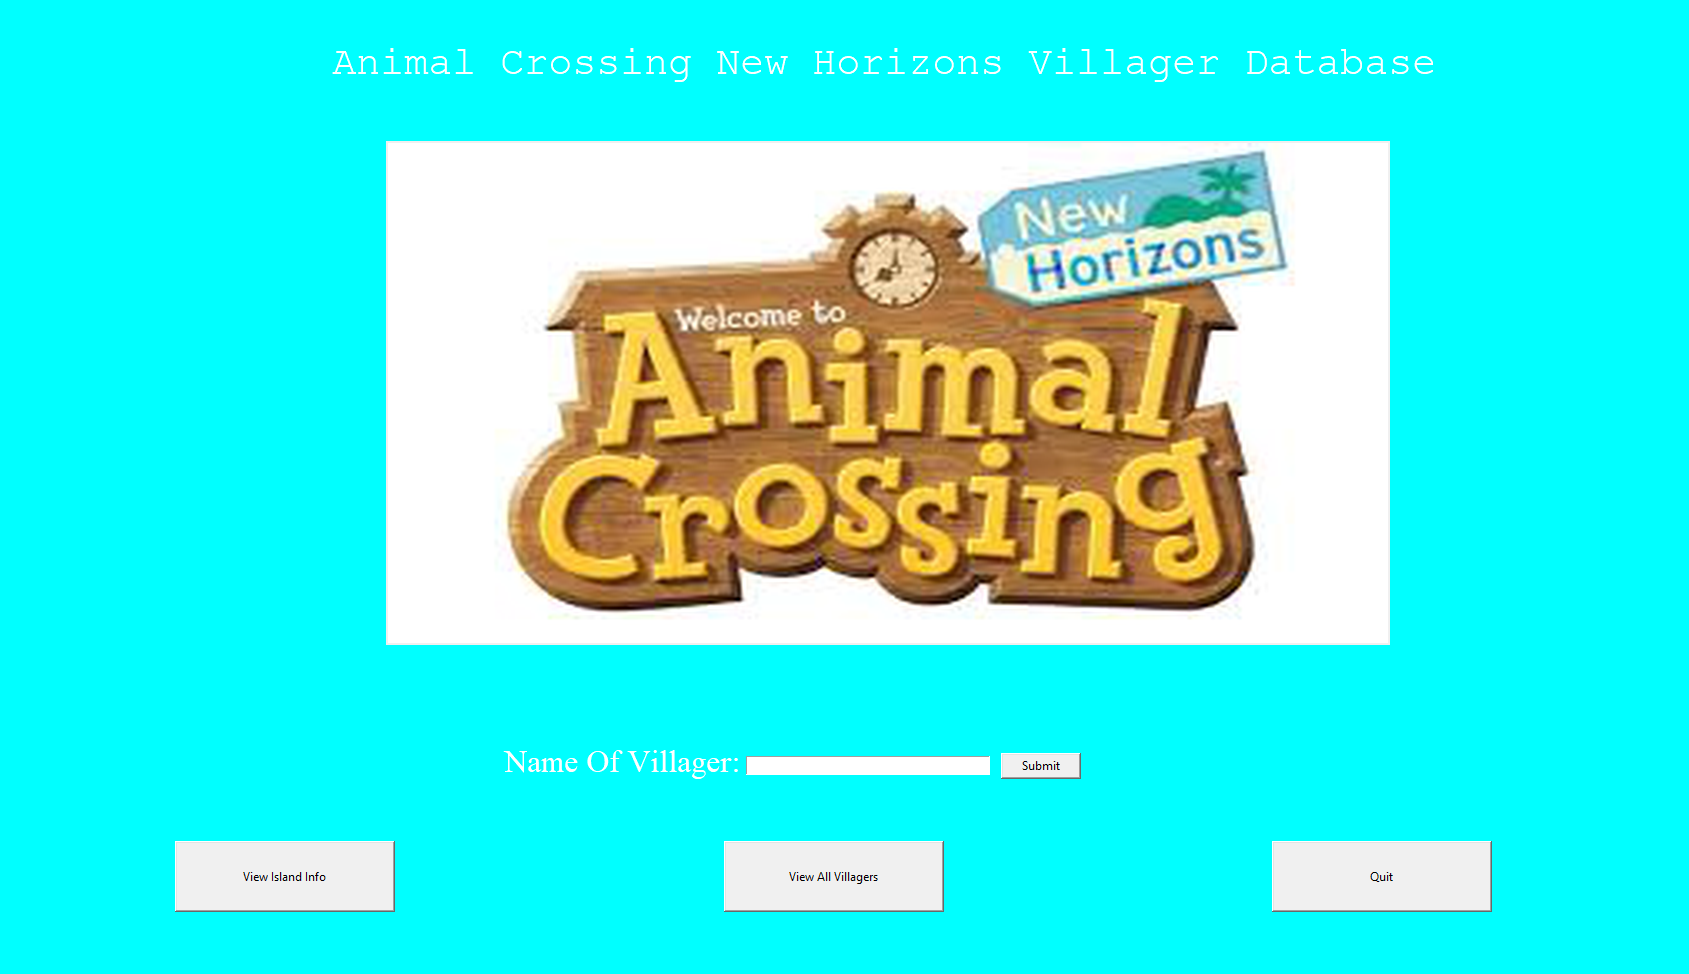 Animal Crossing New Horizons Villager Database
New
Horizons
Welcome to
Animal
Crossing
Name Of Villager:
Submit
View Island Info
View All Villagers
Quit